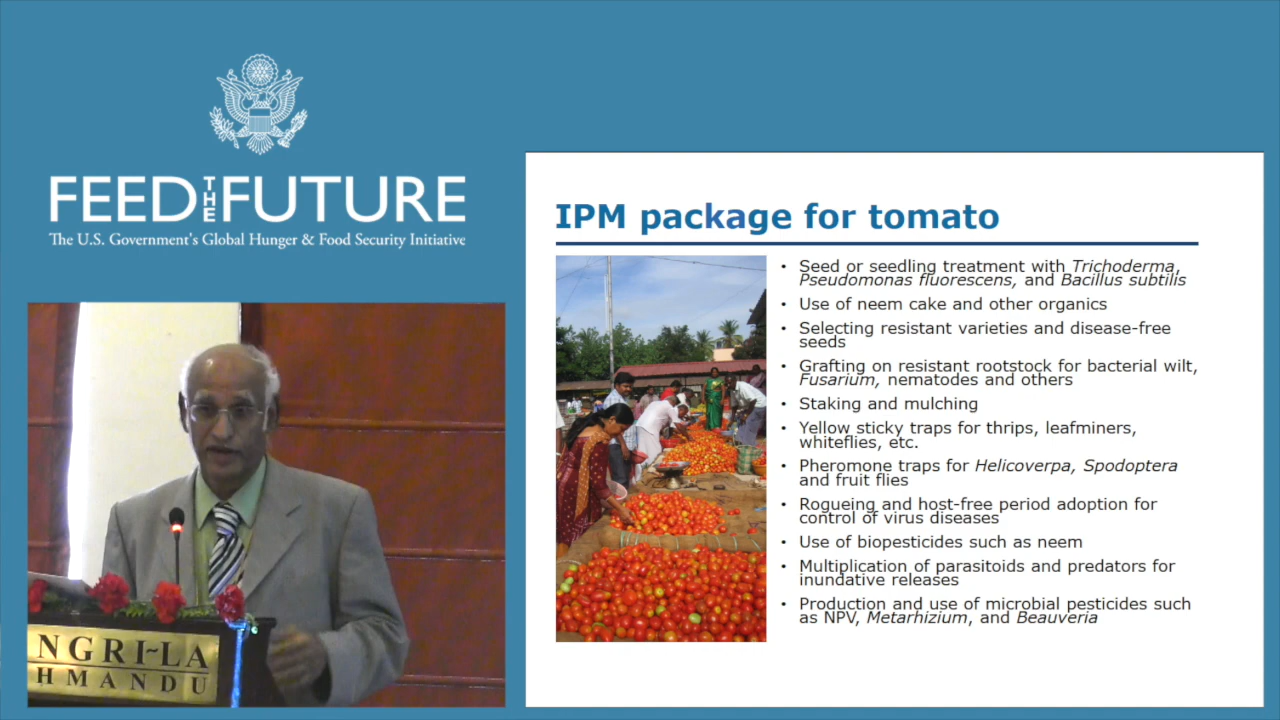 FEED THE FUTURE
The U.S. Government's Global Hunger & Food Security Initiative
IPM package for tomato
• Seed or seedling treatment with Trichoderma,
Pseudomonas fluorescens, and Bacillus subtilis
• Use of neem cake and other organics
• Selecting resistant varieties and disease-free
seeds
• Grafting on resistant rootstock for bacterial wilt,
Fusarium, nematodes and others
• Staking and mulching
• Yellow sticky traps for thrips, leafminers,
whiteflies, etc.
• Pheromone traps for Helicoverpa, Spodoptera
and fruit flies
• Rogueing and host-free period adoption for
control of virus diseases
• Use of biopesticides such as neem
• Multiplication of parasitoids and predators for
inundative releases
• Production and use of microbial pesticides such
as NPV, Metarhizium, and Beauveria
NGRI~LA
HMANDU